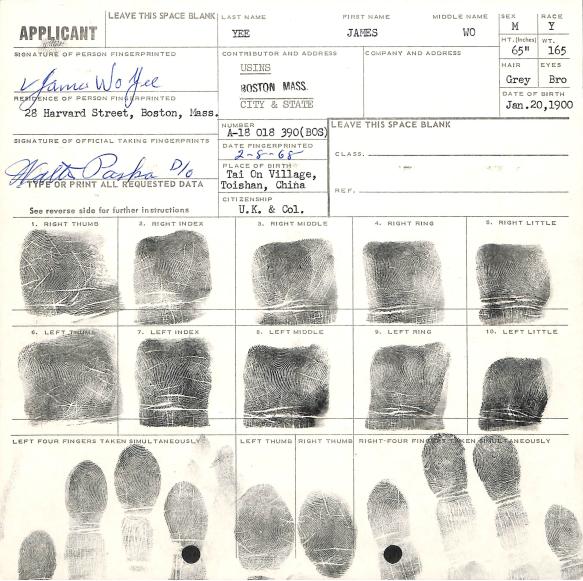 APPLICANT
LEAVE THIS SPACE BLANK
LAST NAME FIRST NAME MIDDLE NAME
YEE JAMES WO
SEX RACE
M Y
HT. (Inches) WT.
65" 165
HAIR EYES
Grey Bro
DATE OF BIRTH
Jan.20,1900
SIGNATURE OF PERSON FINGERPRINTED
James Wo Yee
RESIDENCE OF PERSON FINGERPRINTED
28 Harvard Street, Boston, Mass.
CONTRIBUTOR AND ADDRESS
USINS
BOSTON MASS.
CITY & STATE
COMPANY AND ADDRESS
SIGNATURE OF OFFICIAL TAKING FINGERPRINTS
D/O
TYPE OR PRINT ALL REQUESTED DATA
See reverse side for further instructions
NUMBER
A-18 018 390(BOS)
DATE FINGERPRINTED
2-8-68
PLACE OF BIRTH
Tai On Village,
Toishan, China
CITIZENSHIP
U.K. & Col.
LEAVE THIS SPACE BLANK
CLASS.
REF.
1. RIGHT THUMB 2. RIGHT INDEX 3. RIGHT MIDDLE 4. RIGHT RING 5. RIGHT LITTLE
6. LEFT THUMB 7. LEFT INDEX 8. LEFT MIDDLE 9. LEFT RING 10. LEFT LITTLE
LEFT FOUR FINGERS TAKEN SIMULTANEOUSLY LEFT THUMB RIGHT THUMB RIGHT FOUR FINGERS TAKEN SIMULTANEOUSLY